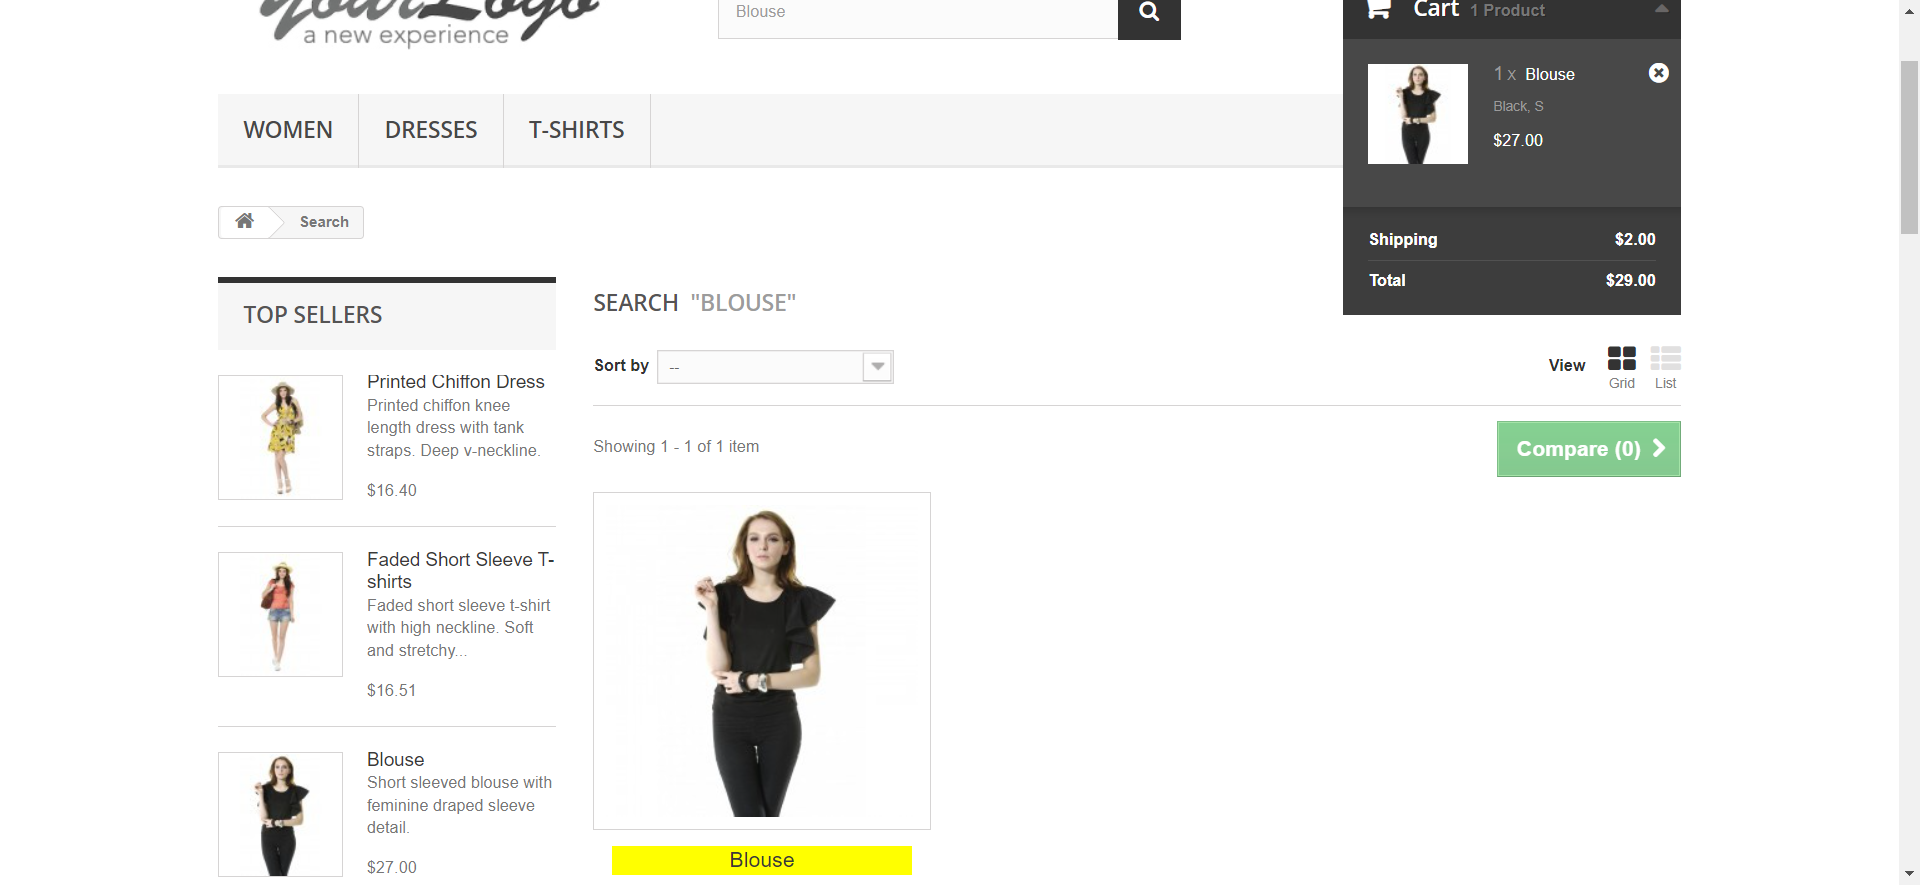 yourLogo
a new experience
Blouse
Cart 1 Product
1 x Blouse
Black, S
$27.00
Shipping $2.00
Total $29.00
WOMEN
DRESSES
T-SHIRTS
Search
TOP SELLERS
Printed Chiffon Dress
Printed chiffon knee
length dress with tank
straps. Deep v-neckline.
$16.40
Faded Short Sleeve T-
shirts
Faded short sleeve t-shirt
with high neckline. Soft
and stretchy...
$16.51
Blouse
Short sleeved blouse with
feminine draped sleeve
detail.
$27.00
SEARCH "BLOUSE"
Sort by --
View
Grid
List
Showing 1 - 1 of 1 item
Compare (0)
Blouse